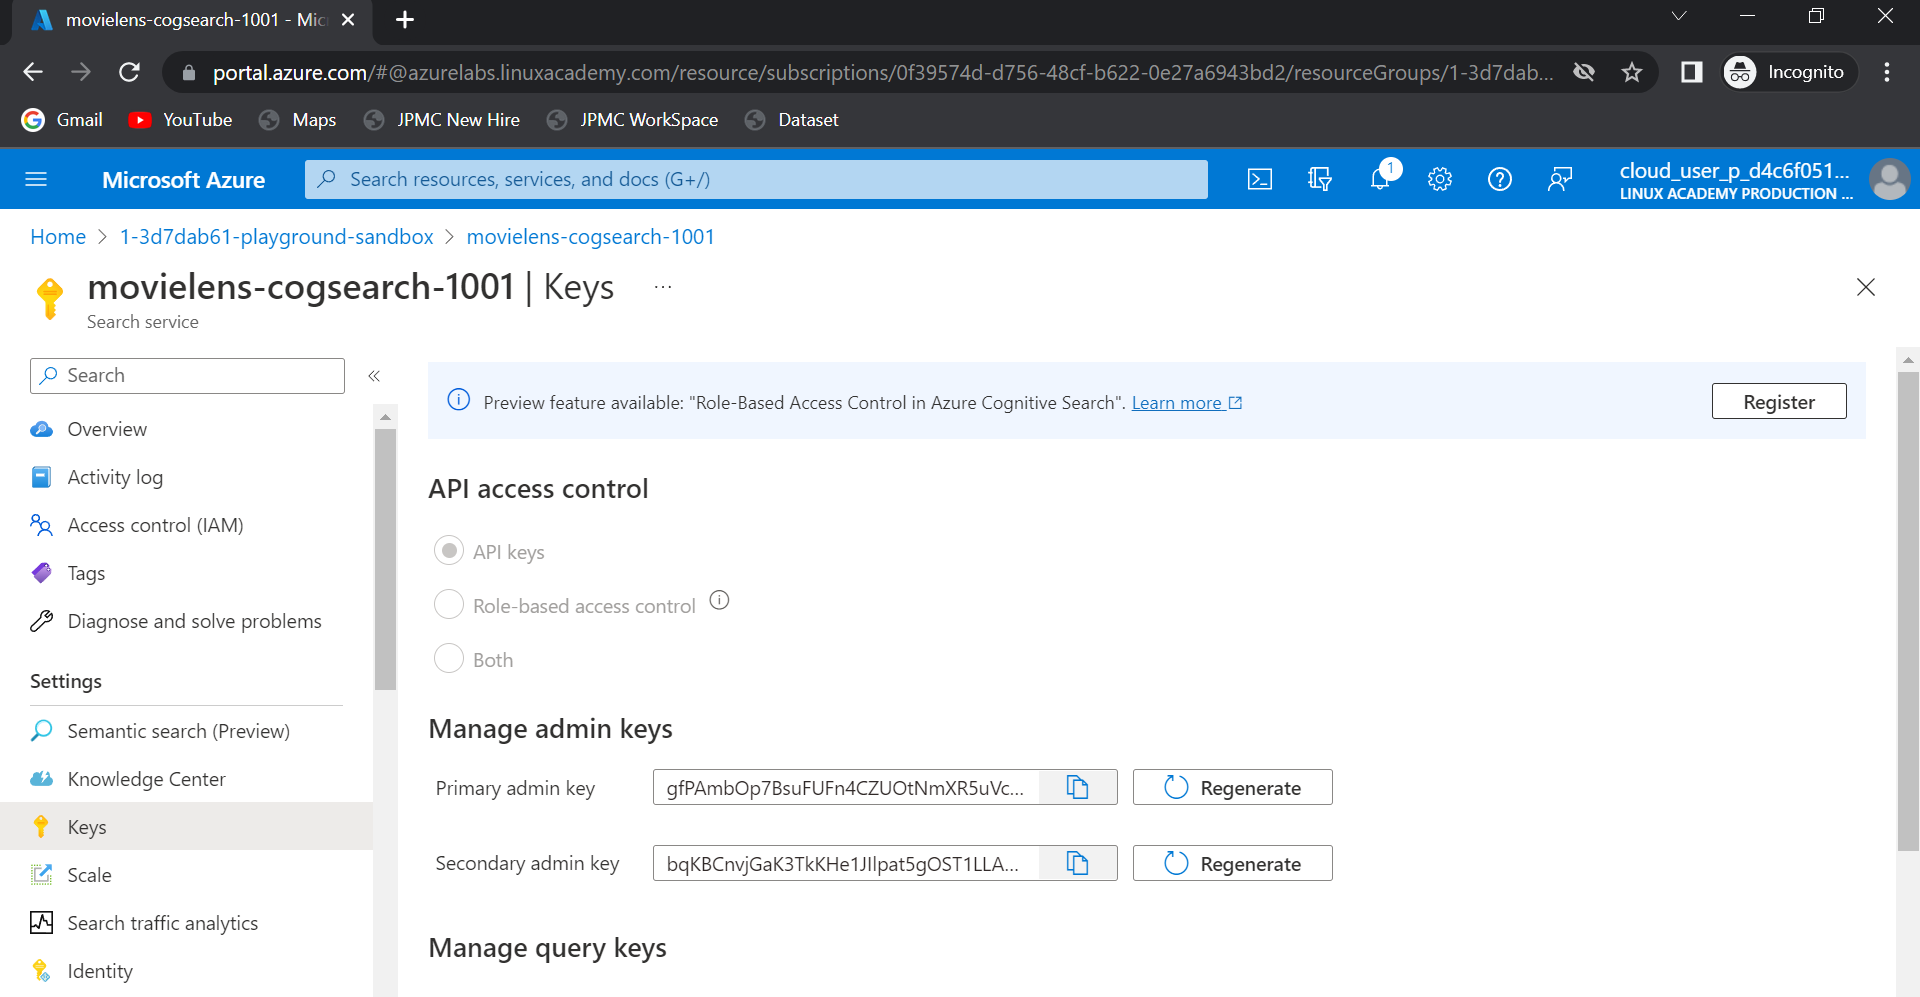 movielens-cogsearch-1001 - Mic
portal.azure.com/#@azurelabs.linuxacademy.com/resource/subscriptions/0f39574d-d756-48cf-b622-0e27a6943bd2/resourceGroups/1-3d7dab...
Incognito
Gmail
YouTube
Maps
JPMC New Hire
JPMC WorkSpace
Dataset
Microsoft Azure
Search resources, services, and docs (G+/)
1
cloud_user_p_d4c6f051...
LINUX ACADEMY PRODUCTION ...
Home > 1-3d7dab61-playground-sandbox > movielens-cogsearch-1001
movielens-cogsearch-1001 | Keys ...
Search service
Search
«
Overview
Activity log
Access control (IAM)
Tags
Diagnose and solve problems
Settings
Semantic search (Preview)
Knowledge Center
Keys
Scale
Search traffic analytics
Identity
Preview feature available: "Role-Based Access Control in Azure Cognitive Search". Learn more
Register
API access control
API keys
Role-based access control
Both
Manage admin keys
Primary admin key
gfPAmbOp7BsuFUFn4CZUOtNmXR5uVc...
Regenerate
Secondary admin key
bqKBCnvjGaK3TkKHe1JIlpat5gOST1LLA...
Regenerate
Manage query keys